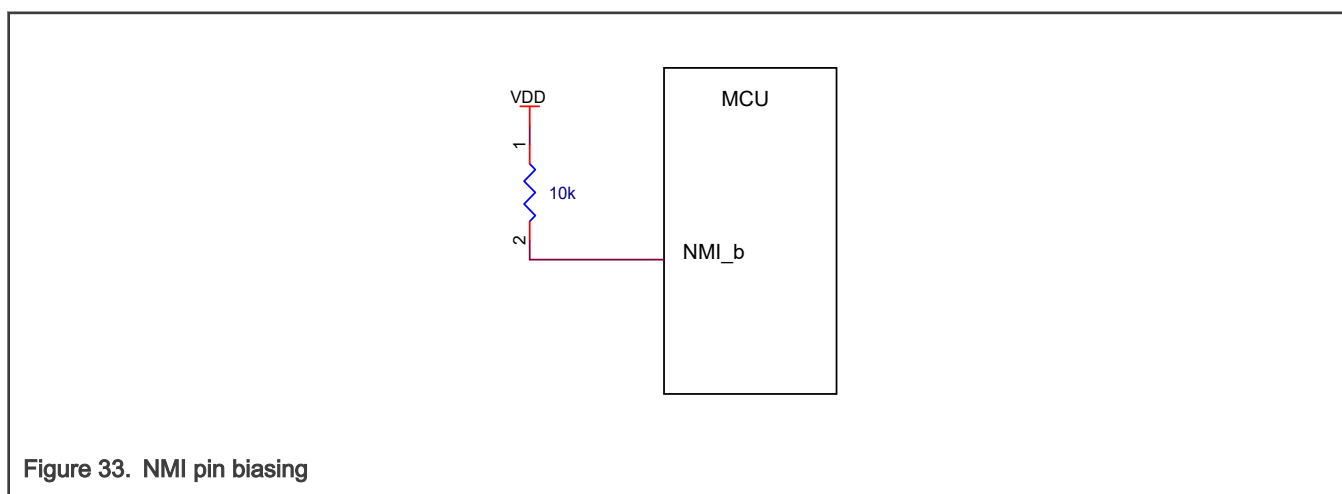 VDD
MCU
1
10k
2
NMI_b
Figure 33. NMI pin biasing